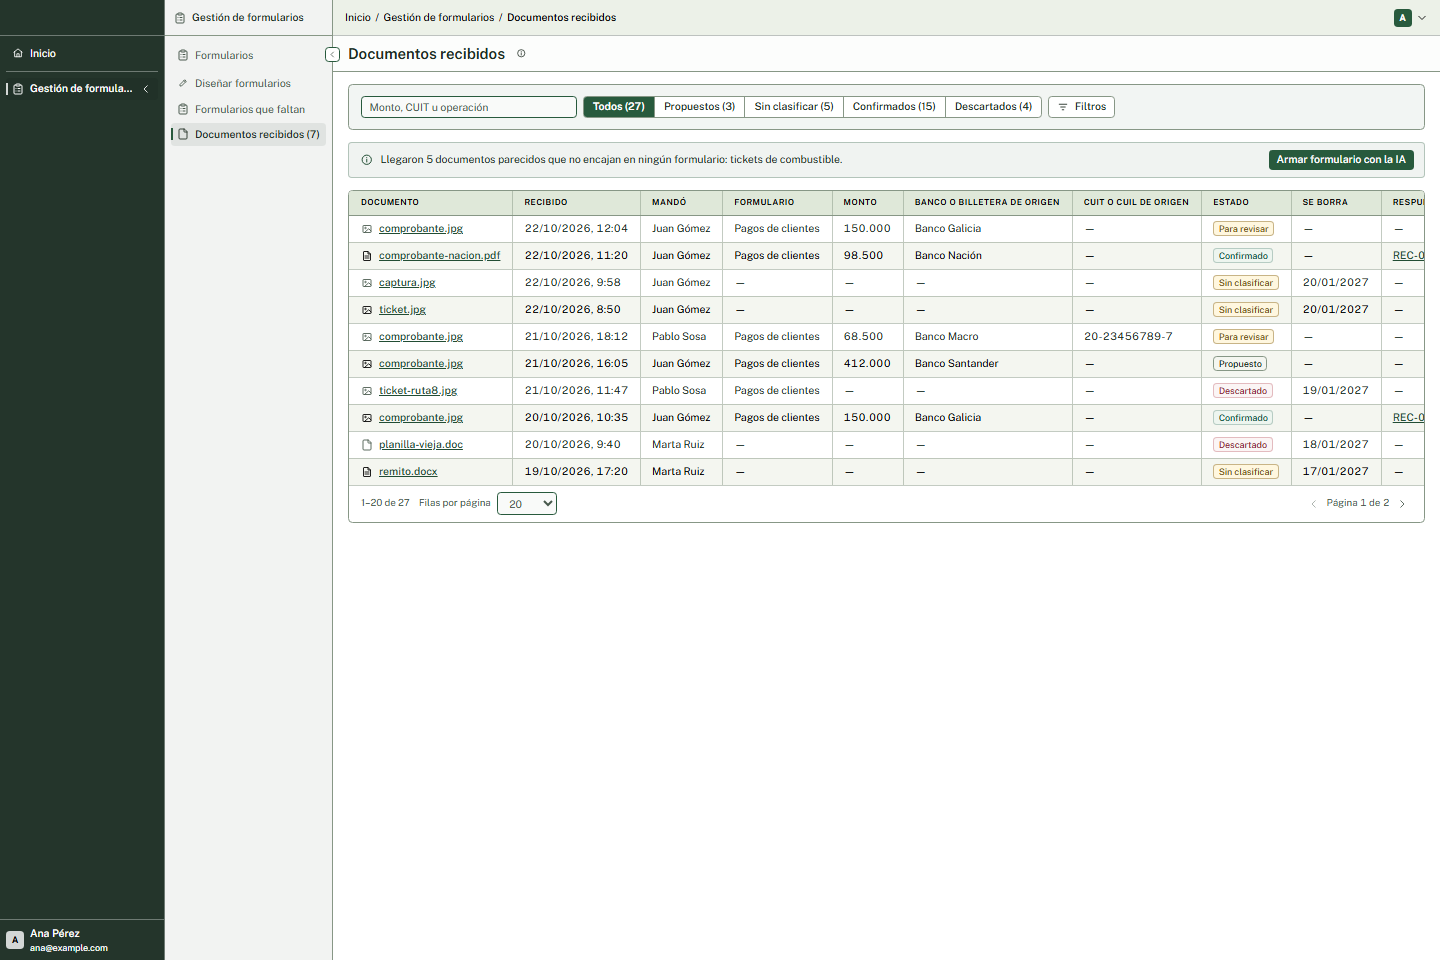 Gestión de formularios
Inicio / Gestión de formularios / Documentos recibidos
A
Inicio
Gestión de formula...
Formularios
Diseñar formularios
Formularios que faltan
Documentos recibidos (7)
Documentos recibidos
Monto, CUIT u operación
Todos (27) Propuestos (3) Sin clasificar (5) Confirmados (15) Descartados (4) Filtros
Llegaron 5 documentos parecidos que no encajan en ningún formulario: tickets de combustible.
Armar formulario con la IA
DOCUMENTO RECIBIDO MANDÓ FORMULARIO MONTO BANCO O BILLETERA DE ORIGEN CUIT O CUIL DE ORIGEN ESTADO SE BORRA RESPU
comprobante.jpg 22/10/2026, 12:04 Juan Gómez Pagos de clientes 150.000 Banco Galicia — Para revisar — —
comprobante-nacion.pdf 22/10/2026, 11:20 Juan Gómez Pagos de clientes 98.500 Banco Nación — Confirmado — REC-0
captura.jpg 22/10/2026, 9:58 Juan Gómez — — — — Sin clasificar 20/01/2027 —
ticket.jpg 22/10/2026, 8:50 Juan Gómez — — — — Sin clasificar 20/01/2027 —
comprobante.jpg 21/10/2026, 18:12 Pablo Sosa Pagos de clientes 68.500 Banco Macro 20-23456789-7 Para revisar — —
comprobante.jpg 21/10/2026, 16:05 Juan Gómez Pagos de clientes 412.000 Banco Santander — Propuesto — —
ticket-ruta8.jpg 21/10/2026, 11:47 Pablo Sosa Pagos de clientes — — — Descartado 19/01/2027 —
comprobante.jpg 20/10/2026, 10:35 Juan Gómez Pagos de clientes 150.000 Banco Galicia — Confirmado — REC-0
planilla-vieja.doc 20/10/2026, 9:40 Marta Ruiz — — — — Descartado 18/01/2027 —
remito.docx 19/10/2026, 17:20 Marta Ruiz — — — — Sin clasificar 17/01/2027 —
1–20 de 27 Filas por página 20 Página 1 de 2
A
Ana Pérez
ana@example.com